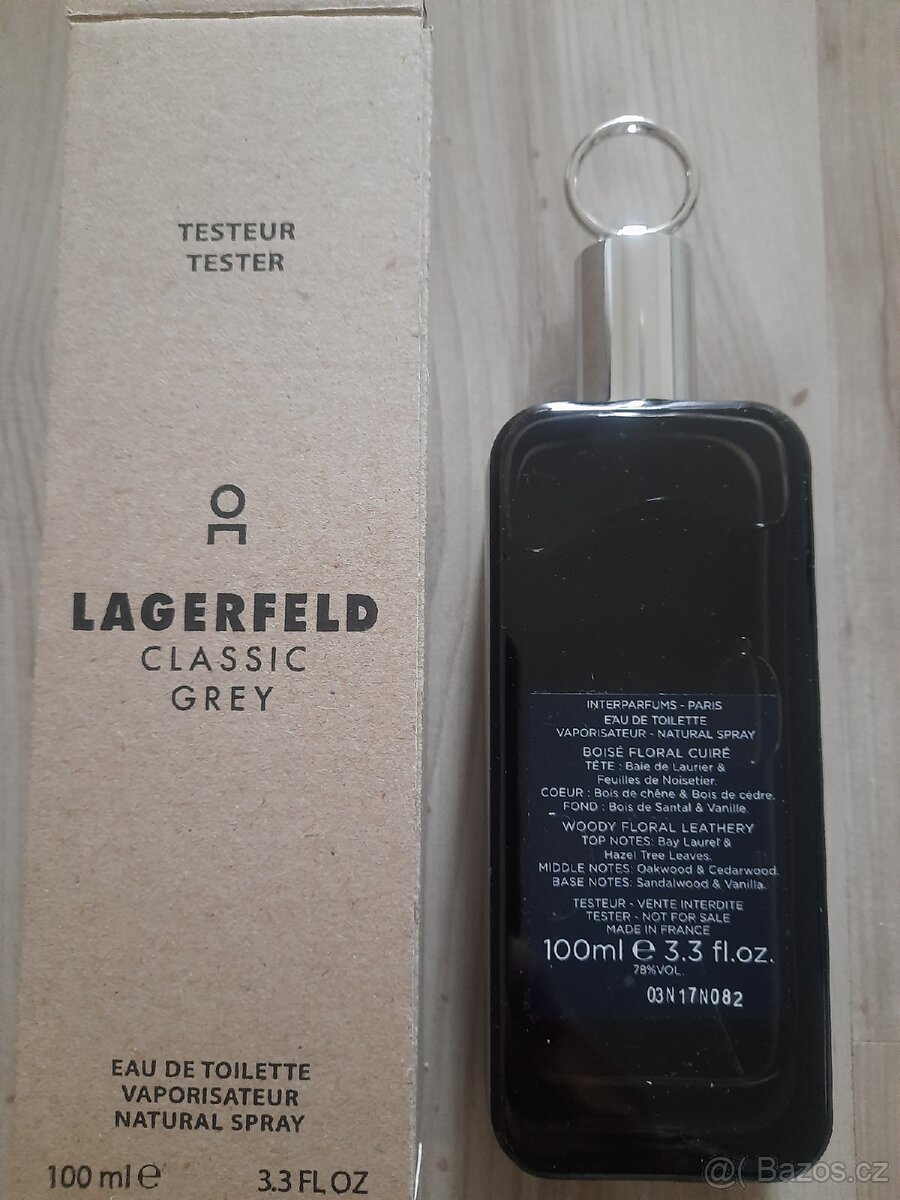 TESTEUR
TESTER
LAGERFELD
CLASSIC
GREY
EAU DE TOILETTE
VAPORISATEUR
NATURAL SPRAY
100 ml e 3.3 FL OZ
INTERPARFUMS - PARIS
EAU DE TOILETTE
VAPORISATEUR - NATURAL SPRAY
BOISÉ FLORAL CUIRÉ
TÊTE : Baie de Laurier &
Feuilles de Noisetier.
COEUR : Bois de chêne & Bois de cèdre.
FOND : Bois de Santal & Vanille.
WOODY FLORAL LEATHERY
TOP NOTES: Bay Laurel &
Hazel Tree Leaves.
MIDDLE NOTES: Oakwood & Cedarwood.
BASE NOTES: Sandalwood & Vanilla.
TESTEUR - VENTE INTERDITE
TESTER - NOT FOR SALE
MADE IN FRANCE
100ml e 3.3 fl.oz.
78%VOL.
03N17N082
@( Bazos.cz